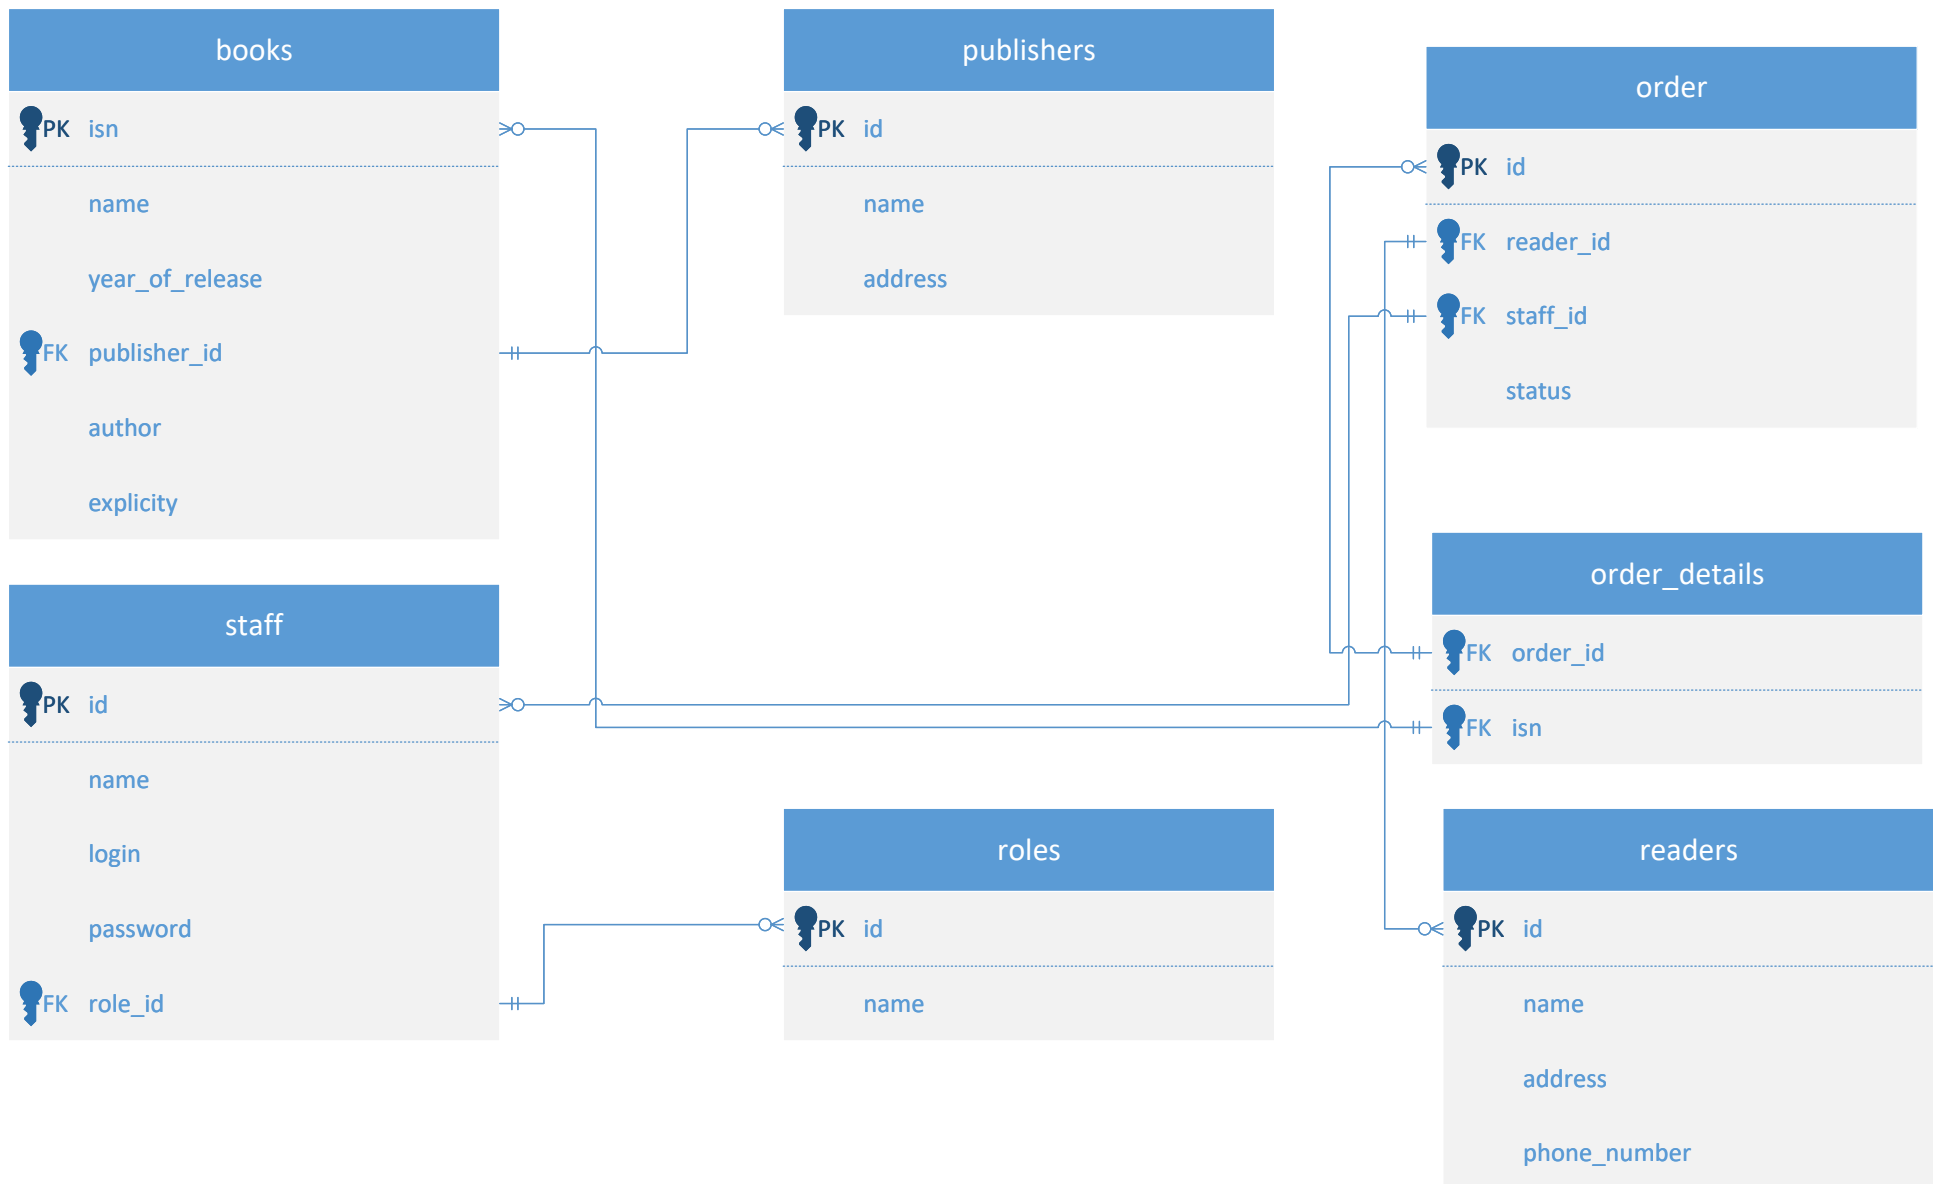 books
PK isn
name
year_of_release
FK publisher_id
author
explicity
publishers
PK id
name
address
order
PK id
FK reader_id
FK staff_id
status
order_details
FK order_id
FK isn
staff
PK id
name
login
password
FK role_id
roles
PK id
name
readers
PK id
name
address
phone_number